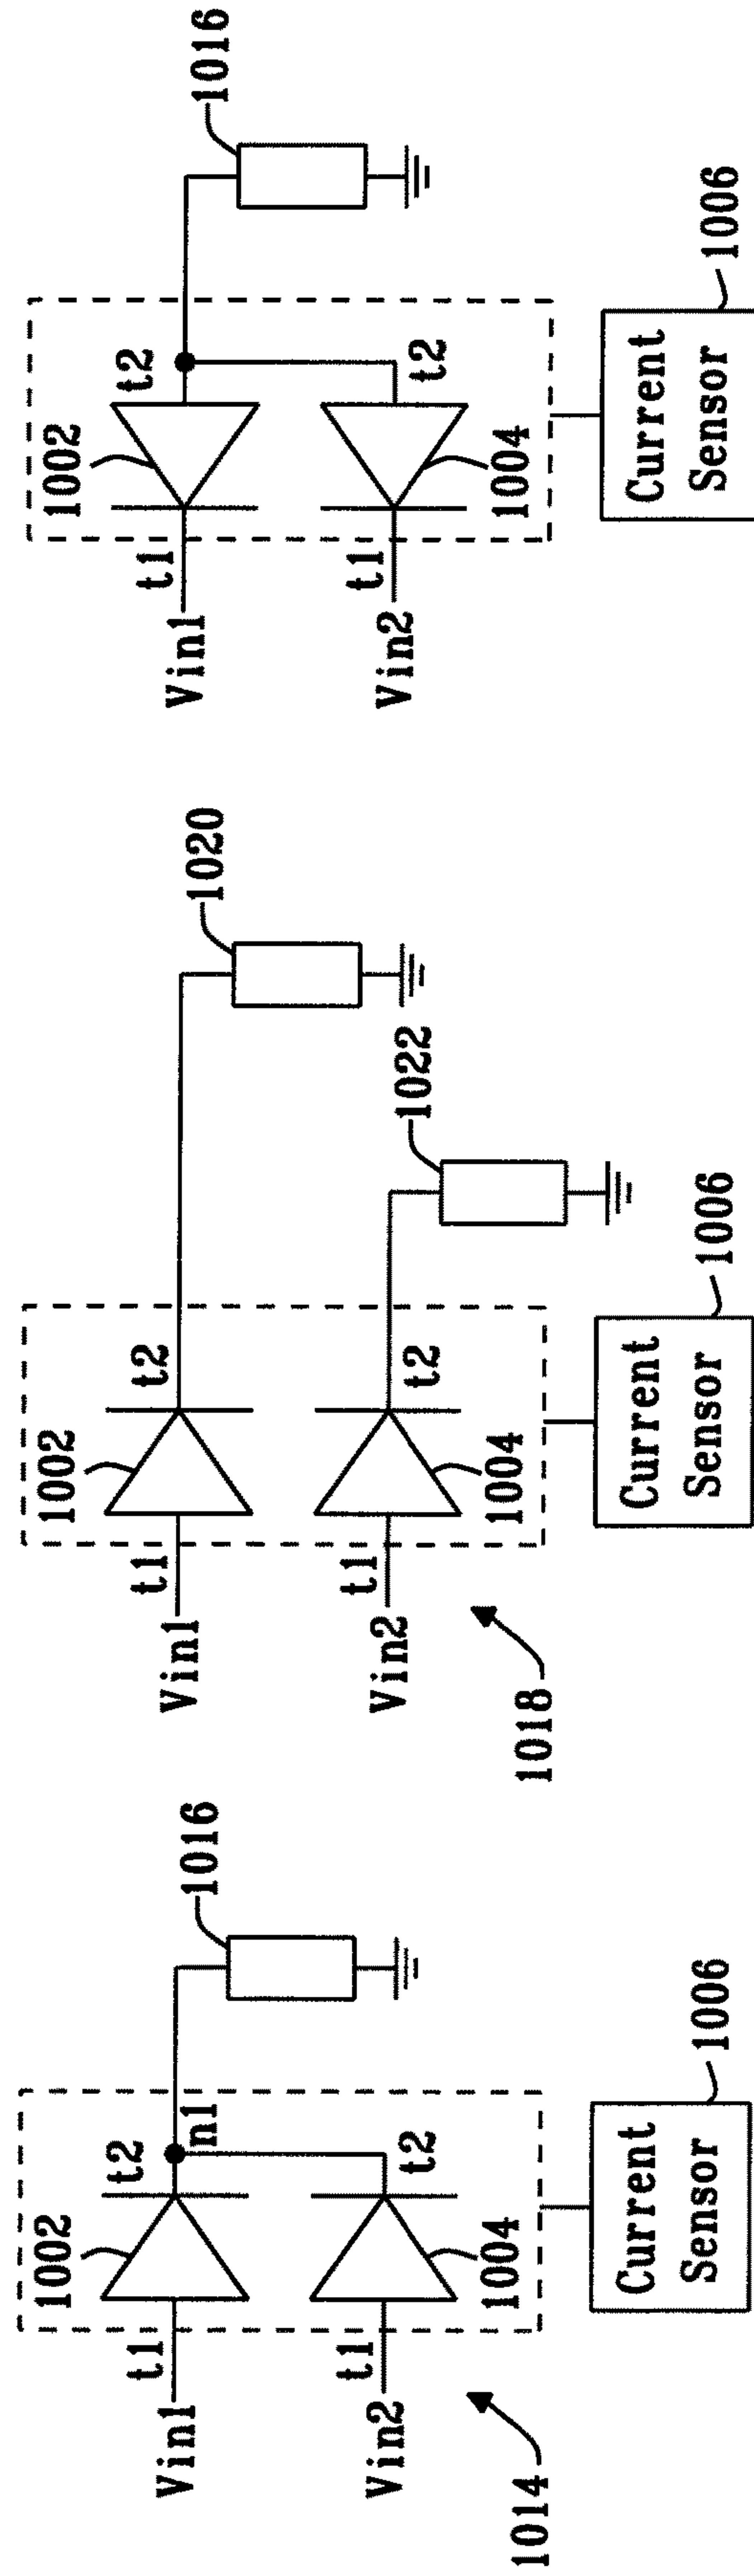 1002
t1
t2
Vin1
n1
1016
t1
t2
Vin2
1004
1014
Current
Sensor
1006
1002
t1
t2
Vin1
1020
t1
t2
Vin2
1004
1022
1018
Current
Sensor
1006
1002
t1
t2
Vin1
1016
t1
t2
Vin2
1004
Current
Sensor
1006